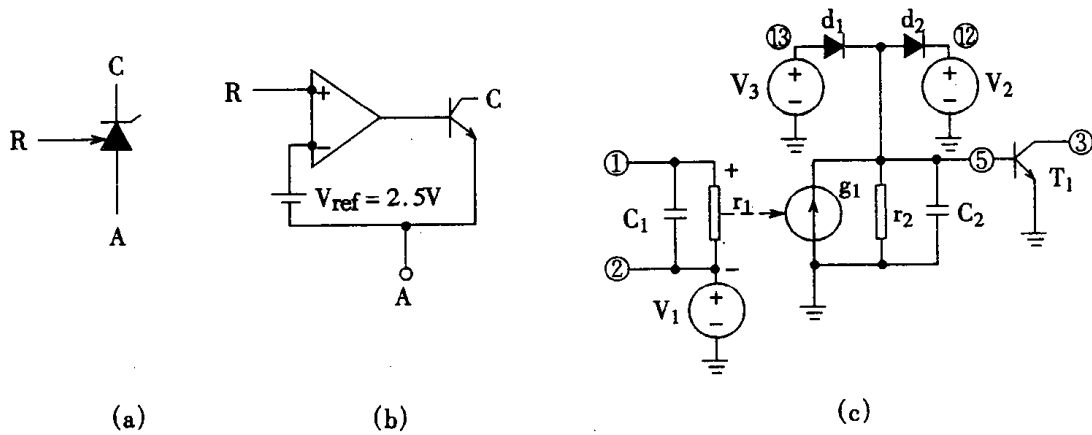 C
R
A
(a)
R
+
−
C
V_ref = 2.5V
A
(b)
d₁
d₂
⑬
⑫
+
−
V₃
+
−
V₂
①
+
C₁
r₁
g₁
r₂
C₂
⑤
③
T₁
②
−
V₁
+
−
(c)